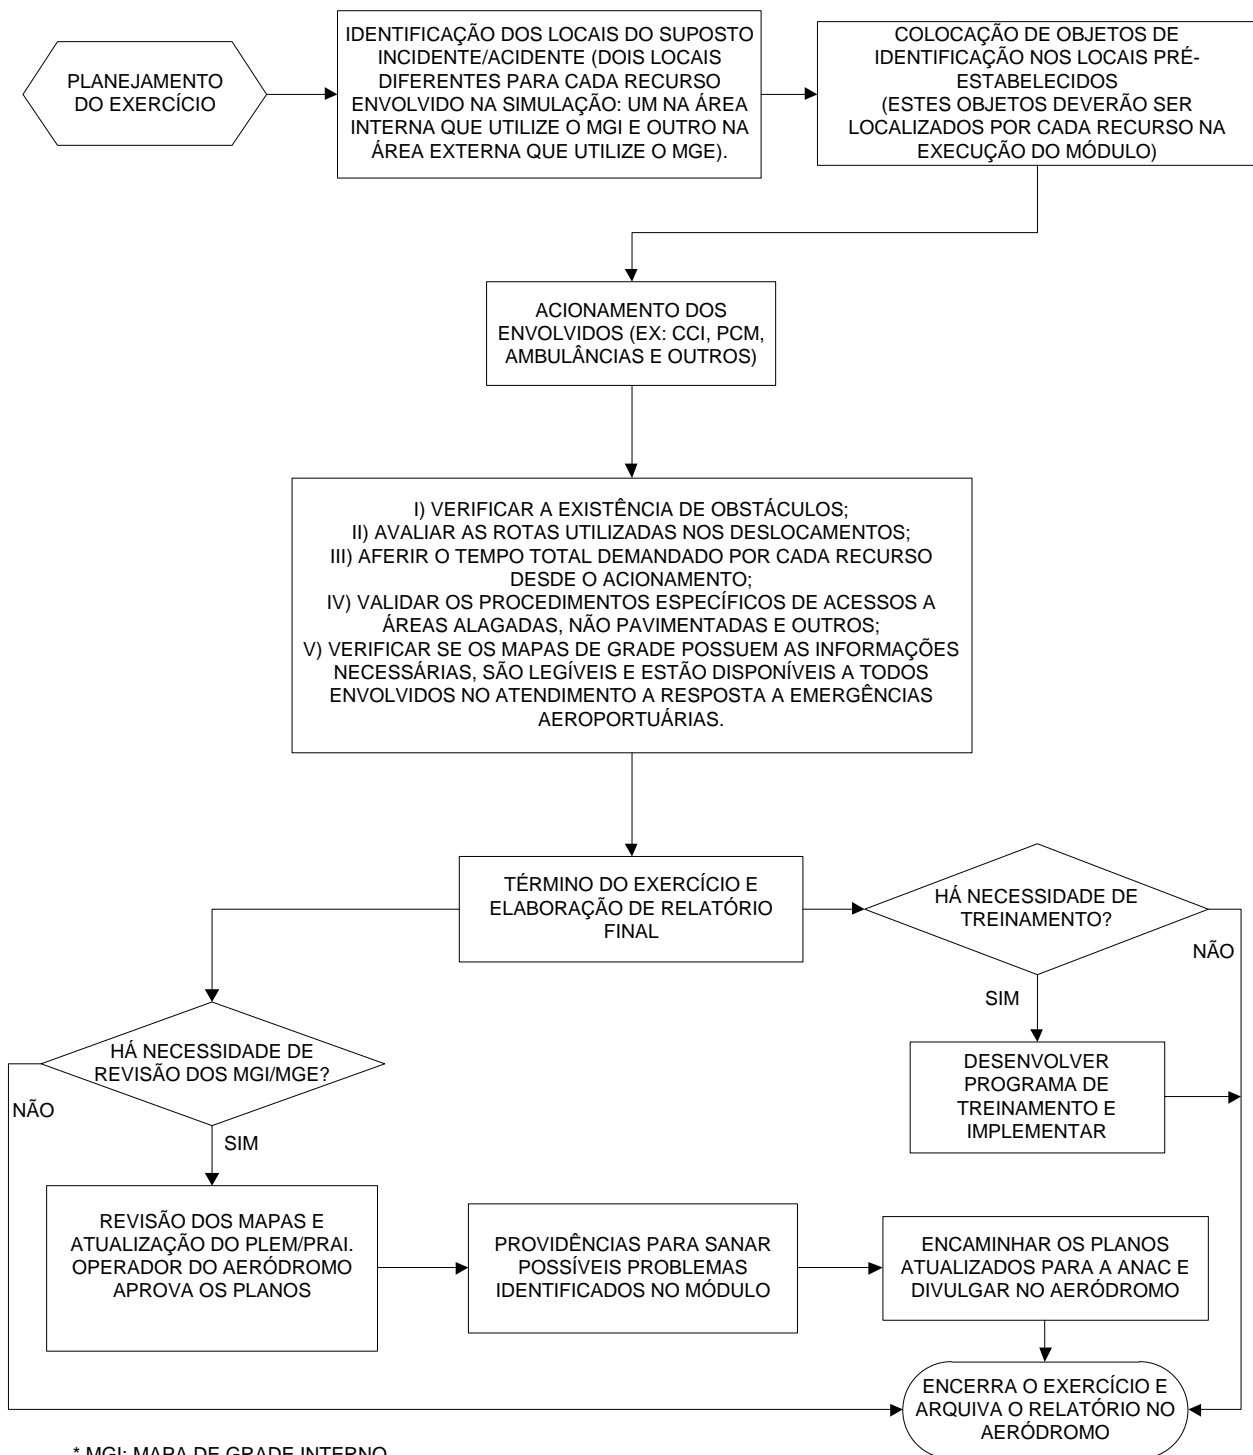 PLANEJAMENTO
DO EXERCÍCIO
IDENTIFICAÇÃO DOS LOCAIS DO SUPOSTO
INCIDENTE/ACIDENTE (DOIS LOCAIS
DIFERENTES PARA CADA RECURSO
ENVOLVIDO NA SIMULAÇÃO: UM NA ÁREA
INTERNA QUE UTILIZE O MGI E OUTRO NA
ÁREA EXTERNA QUE UTILIZE O MGE).
COLOCAÇÃO DE OBJETOS DE
IDENTIFICAÇÃO NOS LOCAIS PRÉ-
ESTABELECIDOS
(ESTES OBJETOS DEVERÃO SER
LOCALIZADOS POR CADA RECURSO NA
EXECUÇÃO DO MÓDULO)
ACIONAMENTO DOS
ENVOLVIDOS (EX: CCI, PCM,
AMBULÂNCIAS E OUTROS)
I) VERIFICAR A EXISTÊNCIA DE OBSTÁCULOS;
II) AVALIAR AS ROTAS UTILIZADAS NOS DESLOCAMENTOS;
III) AFERIR O TEMPO TOTAL DEMANDADO POR CADA RECURSO
DESDE O ACIONAMENTO;
IV) VALIDAR OS PROCEDIMENTOS ESPECÍFICOS DE ACESSOS A
ÁREAS ALAGADAS, NÃO PAVIMENTADAS E OUTROS;
V) VERIFICAR SE OS MAPAS DE GRADE POSSUEM AS INFORMAÇÕES
NECESSÁRIAS, SÃO LEGÍVEIS E ESTÃO DISPONÍVEIS A TODOS
ENVOLVIDOS NO ATENDIMENTO A RESPOSTA A EMERGÊNCIAS
AEROPORTUÁRIAS.
TÉRMINO DO EXERCÍCIO E
ELABORAÇÃO DE RELATÓRIO
FINAL
HÁ NECESSIDADE DE
TREINAMENTO?
NÃO
SIM
DESENVOLVER
PROGRAMA DE
TREINAMENTO E
IMPLEMENTAR
HÁ NECESSIDADE DE
REVISÃO DOS MGI/MGE?
NÃO
SIM
REVISÃO DOS MAPAS E
ATUALIZAÇÃO DO PLEM/PRAI.
OPERADOR DO AERÓDROMO
APROVA OS PLANOS
PROVIDÊNCIAS PARA SANAR
POSSÍVEIS PROBLEMAS
IDENTIFICADOS NO MÓDULO
ENCAMINHAR OS PLANOS
ATUALIZADOS PARA A ANAC E
DIVULGAR NO AERÓDROMO
ENCERRA O EXERCÍCIO E
ARQUIVA O RELATÓRIO NO
AERÓDROMO
* MGI: MAPA DE GRADE INTERNO